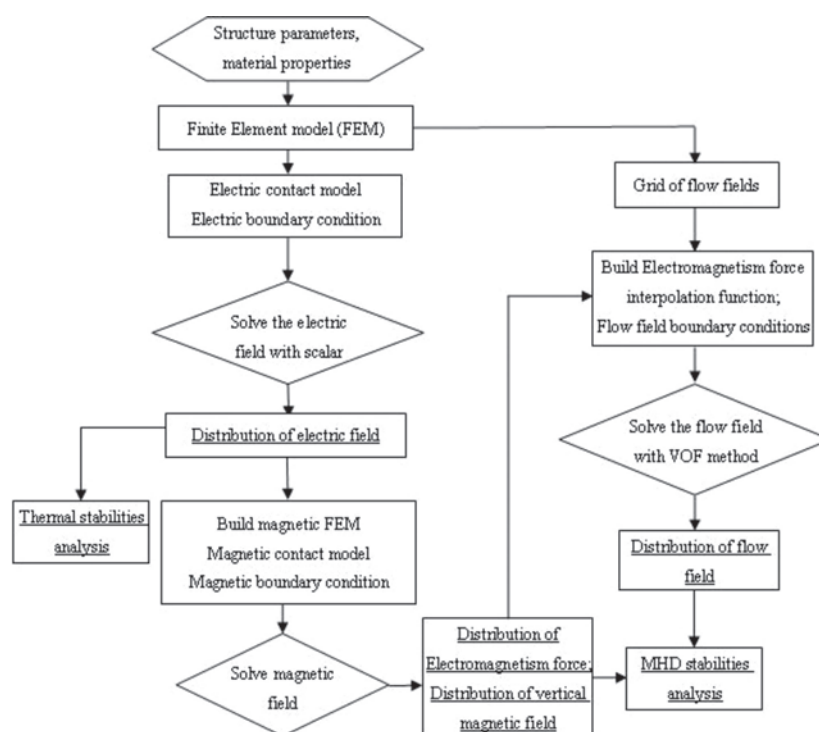 Structure parameters,
material properties
Finite Element model (FEM)
Electric contact model
Electric boundary condition
Solve the electric
field with scalar
Distribution of electric field
Thermal stabilities
analysis
Build magnetic FEM
Magnetic contact model
Magnetic boundary condition
Solve magnetic
field
Distribution of
Electromagnetism force;
Distribution of vertical
magnetic field
Grid of flow fields
Build Electromagnetism force
interpolation function;
Flow field boundary conditions
Solve the flow field
with VOF method
Distribution of flow
field
MHD stabilities
analysis